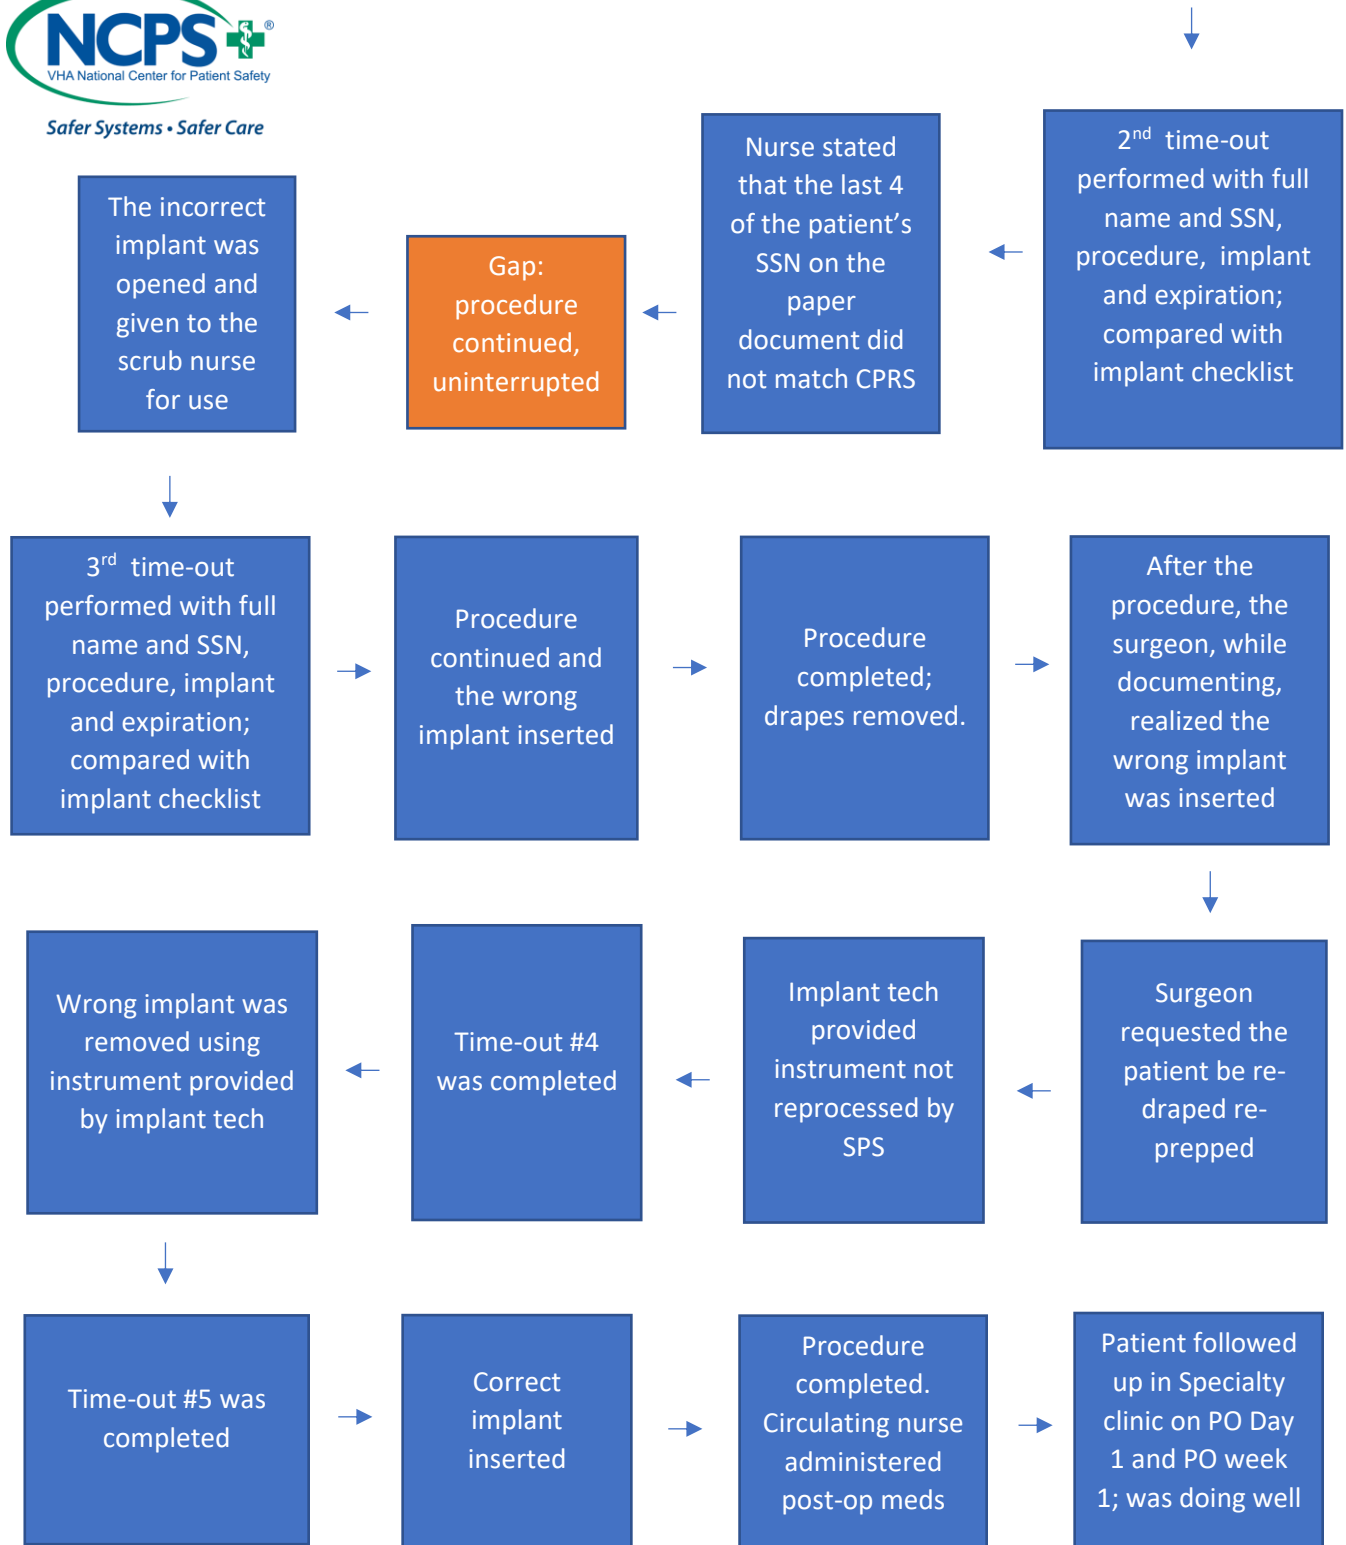 NCPS®
VHA National Center for Patient Safety
Safer Systems • Safer Care
2nd time-out
performed with full
name and SSN,
procedure, implant
and expiration;
compared with
implant checklist
Nurse stated
that the last 4
of the patient’s
SSN on the
paper
document did
not match CPRS
Gap:
procedure
continued,
uninterrupted
The incorrect
implant was
opened and
given to the
scrub nurse
for use
3rd time-out
performed with full
name and SSN,
procedure, implant
and expiration;
compared with
implant checklist
Procedure
continued and
the wrong
implant inserted
Procedure
completed;
drapes removed.
After the
procedure, the
surgeon, while
documenting,
realized the
wrong implant
was inserted
Surgeon
requested the
patient be re-
draped re-
prepped
Implant tech
provided
instrument not
reprocessed by
SPS
Time-out #4
was completed
Wrong implant was
removed using
instrument provided
by implant tech
Time-out #5 was
completed
Correct
implant
inserted
Procedure
completed.
Circulating nurse
administered
post-op meds
Patient followed
up in Specialty
clinic on PO Day
1 and PO week
1; was doing well